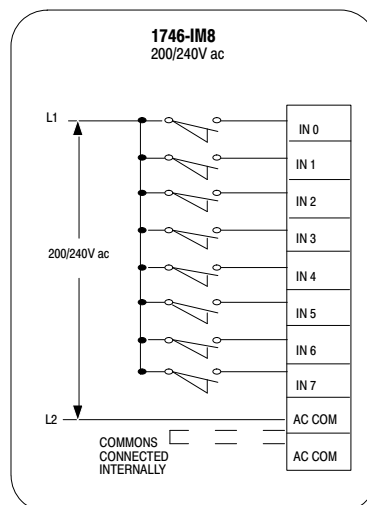 1746-IM8
200/240V ac
L1
IN 0
IN 1
IN 2
IN 3
200/240V ac
IN 4
IN 5
IN 6
IN 7
L2
AC COM
COMMONS
CONNECTED
INTERNALLY
AC COM